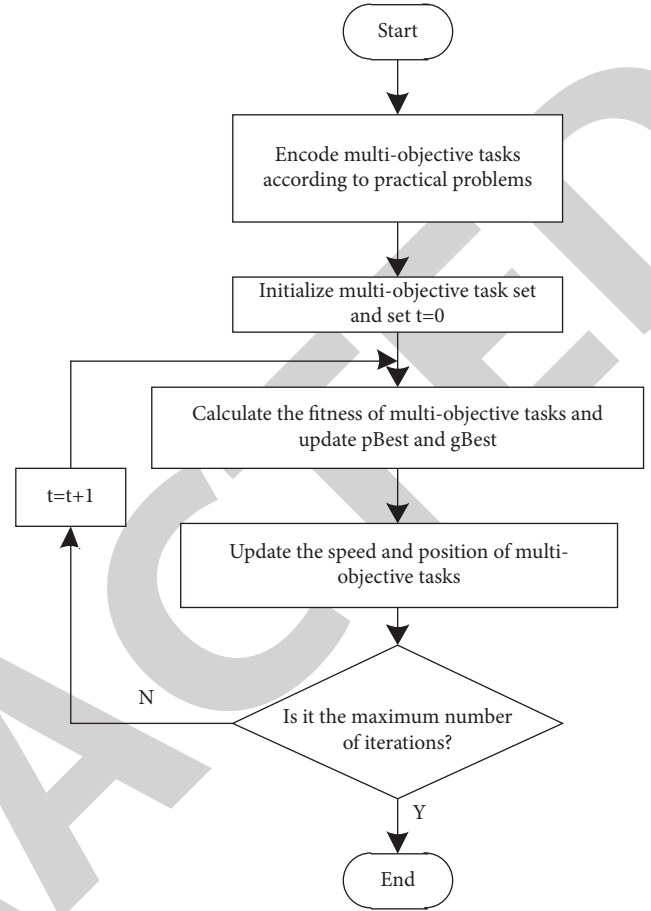 Start
Encode multi-objective tasks
according to practical problems
Initialize multi-objective task set
and set t=0
Calculate the fitness of multi-objective tasks and
update pBest and gBest
t=t+1
Update the speed and position of multi-
objective tasks
N
Is it the maximum number
of iterations?
Y
End